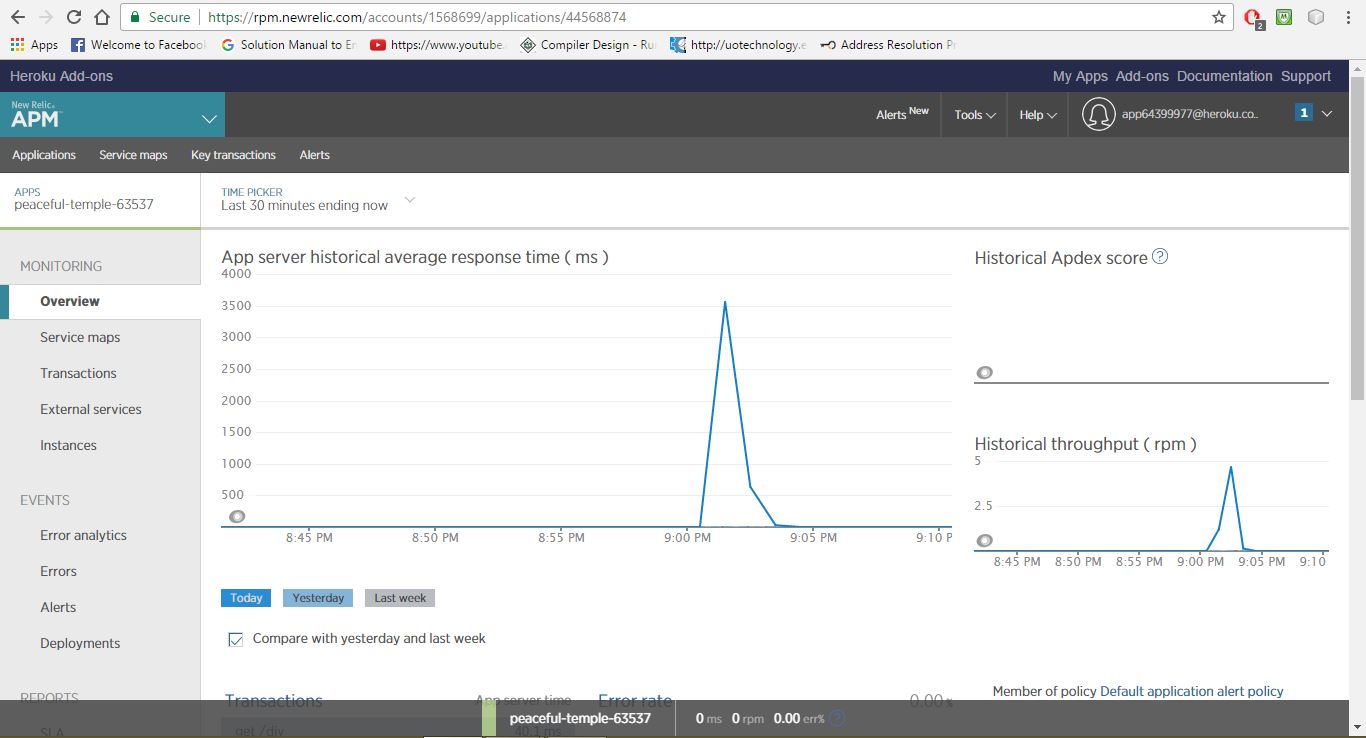 Secure https://rpm.newrelic.com/accounts/1568699/applications/44568874
2
Apps Welcome to Facebook Solution Manual to En https://www.youtube. Compiler Design - Ru http://uotechnology.e Address Resolution Pr
Heroku Add-ons My Apps Add-ons Documentation Support
New Relic
APM
Alerts New Tools Help app64399977@heroku.co.. 1
Applications Service maps Key transactions Alerts
APPS
peaceful-temple-63537
TIME PICKER
Last 30 minutes ending now
MONITORING
Overview
Service maps
Transactions
External services
Instances
EVENTS
Error analytics
Errors
Alerts
Deployments
REPORTS
SLA
App server historical average response time ( ms )
4000
3500
3000
2500
2000
1500
1000
500
8:45 PM 8:50 PM 8:55 PM 9:00 PM 9:05 PM 9:10 P
Today Yesterday Last week
Compare with yesterday and last week
Historical Apdex score ?
Historical throughput ( rpm )
5
2.5
8:45 PM 8:50 PM 8:55 PM 9:00 PM 9:05 PM 9:10
Transactions App server time Error rate 0.00 %
get /div 40.1 ms
Member of policy Default application alert policy
peaceful-temple-63537 0 ms 0 rpm 0.00 err% ?